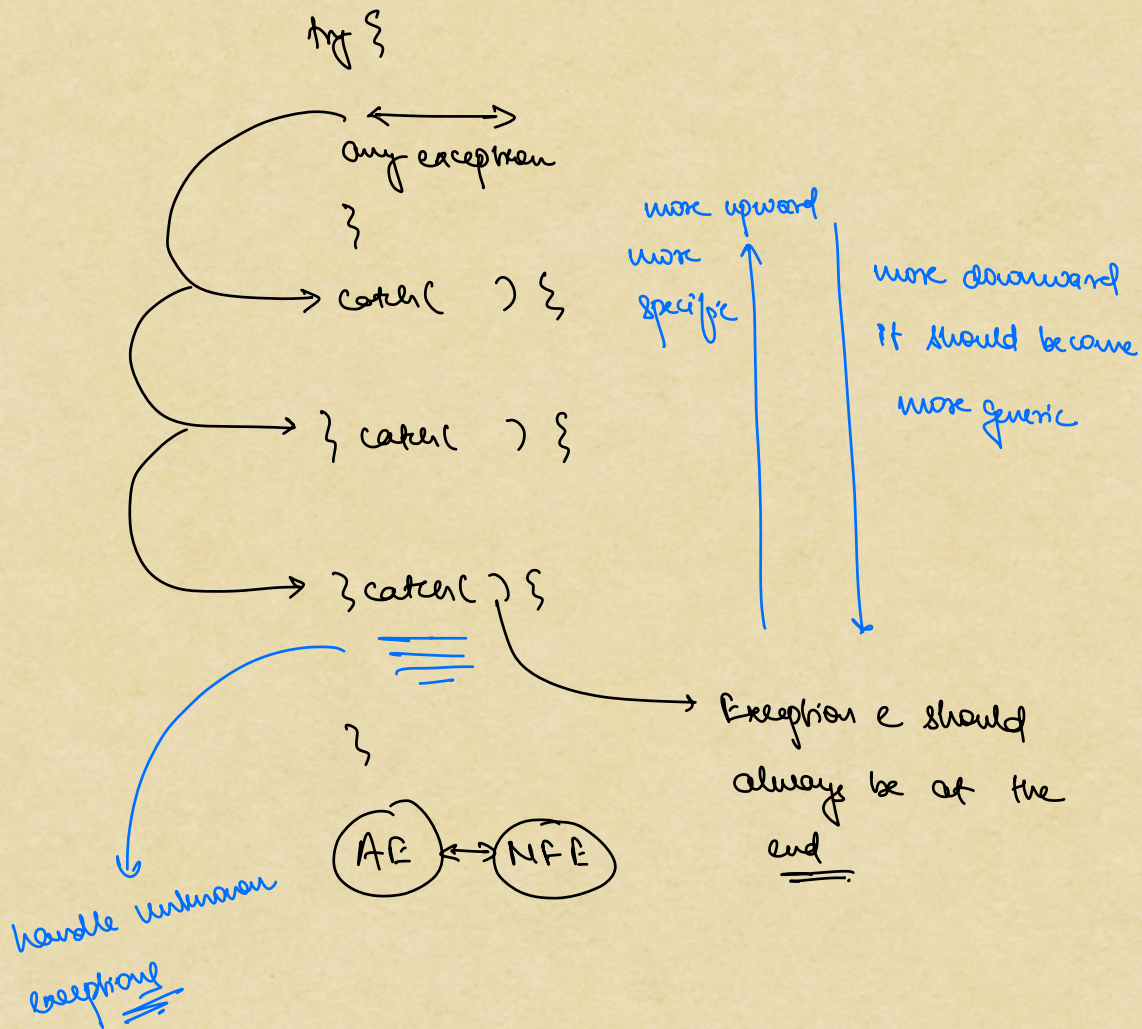 try {
any exception
}
catch( ) {
} catch( ) {
} catch( ) {
}
more upward
more
specific
more downward
it should become
more generic
Exception e should
always be at the
end
AE NFE
handle unknown
exceptions